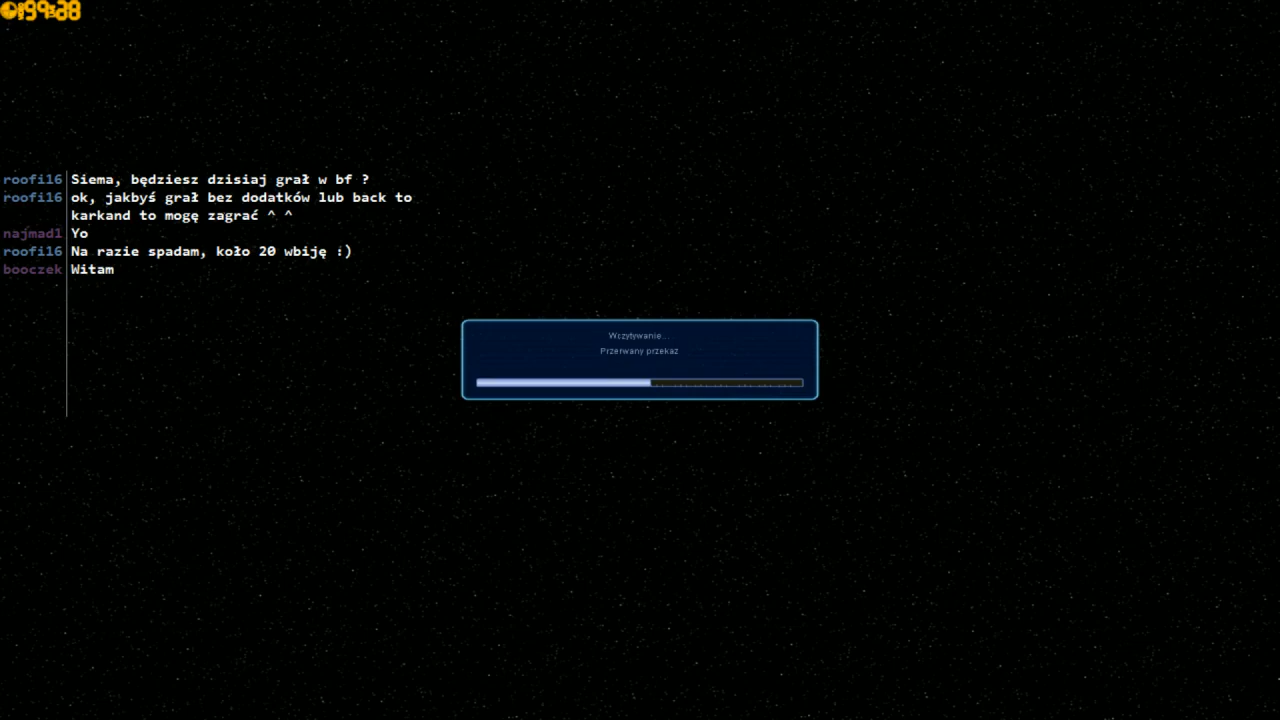 roofi16 Siema, będziesz dzisiaj grał w bf ?
roofi16 ok, jakbyś grał bez dodatków lub back to
karkand to mogę zagrać ^ ^
najmad1 Yo
roofi16 Na razie spadam, koło 20 wbiję :)
booczek Witam
Wczytywanie...
Przerwany przekaz